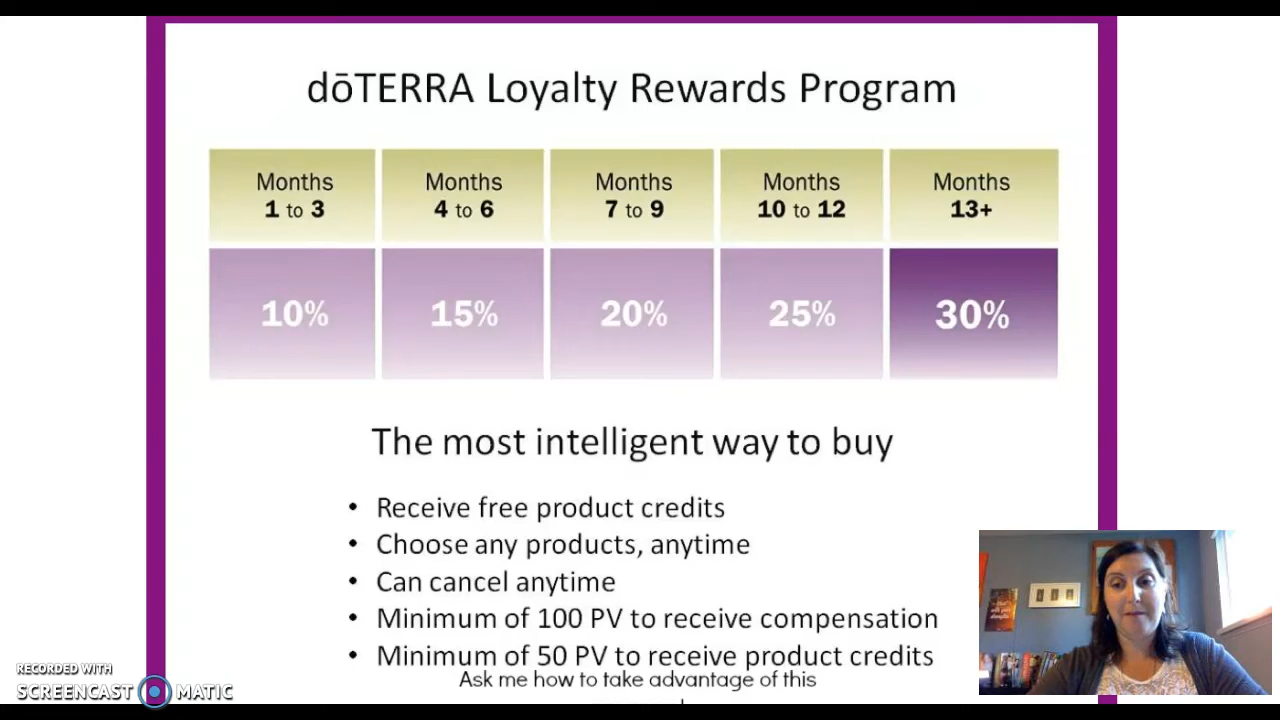 dōTERRA Loyalty Rewards Program
Months Months Months Months Months
1 to 3 4 to 6 7 to 9 10 to 12 13+
10% 15% 20% 25% 30%
The most intelligent way to buy
• Receive free product credits
• Choose any products, anytime
• Can cancel anytime
• Minimum of 100 PV to receive compensation
• Minimum of 50 PV to receive product credits
Ask me how to take advantage of this
RECORDED WITH
SCREENCAST MATIC